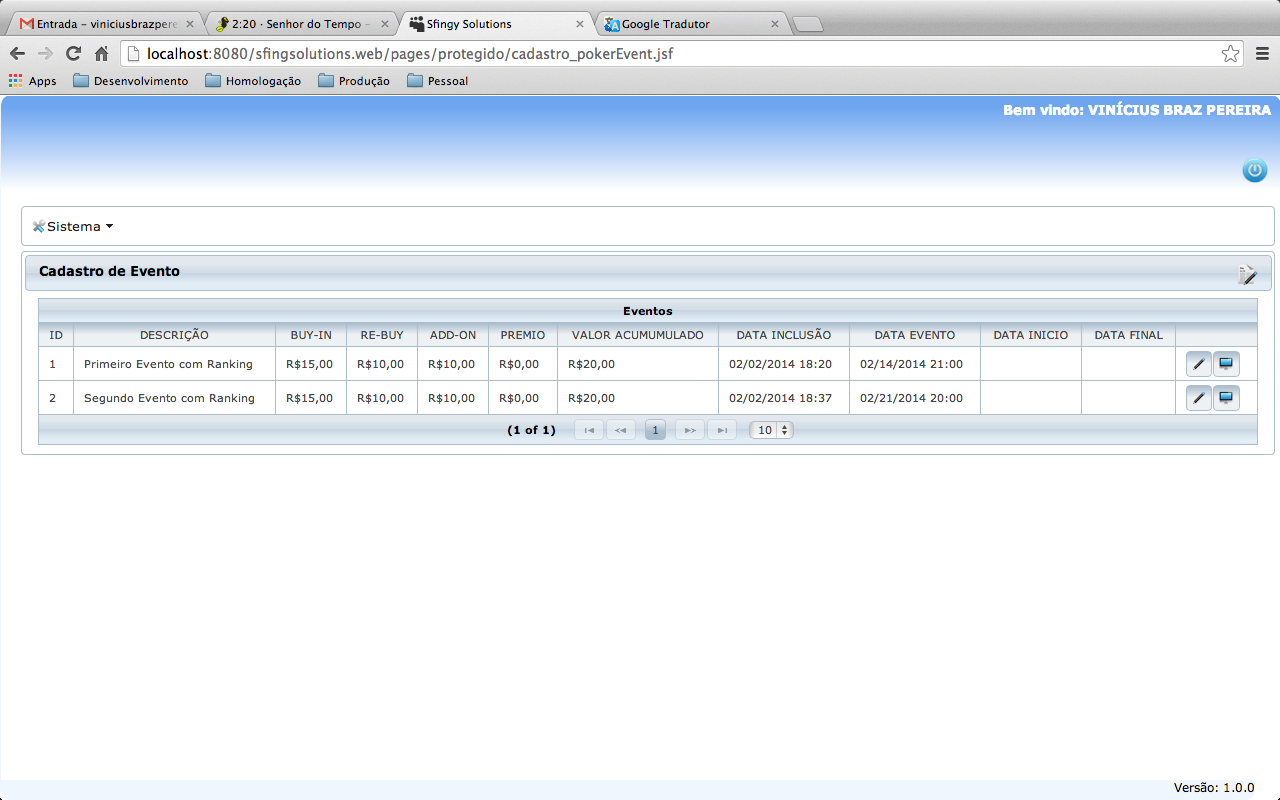 Entrada – viniciusbrazpere
2:20 · Senhor do Tempo –
Sfingy Solutions
Google Tradutor
localhost:8080/sfingsolutions.web/pages/protegido/cadastro_pokerEvent.jsf
Apps Desenvolvimento Homologação Produção Pessoal
Bem vindo: VINÍCIUS BRAZ PEREIRA
Sistema
Cadastro de Evento
Eventos
ID DESCRIÇÃO BUY-IN RE-BUY ADD-ON PREMIO VALOR ACUMUMULADO DATA INCLUSÃO DATA EVENTO DATA INICIO DATA FINAL
1 Primeiro Evento com Ranking R$15,00 R$10,00 R$10,00 R$0,00 R$20,00 02/02/2014 18:20 02/14/2014 21:00
2 Segundo Evento com Ranking R$15,00 R$10,00 R$10,00 R$0,00 R$20,00 02/02/2014 18:37 02/21/2014 20:00
(1 of 1) 1 10
Versão: 1.0.0